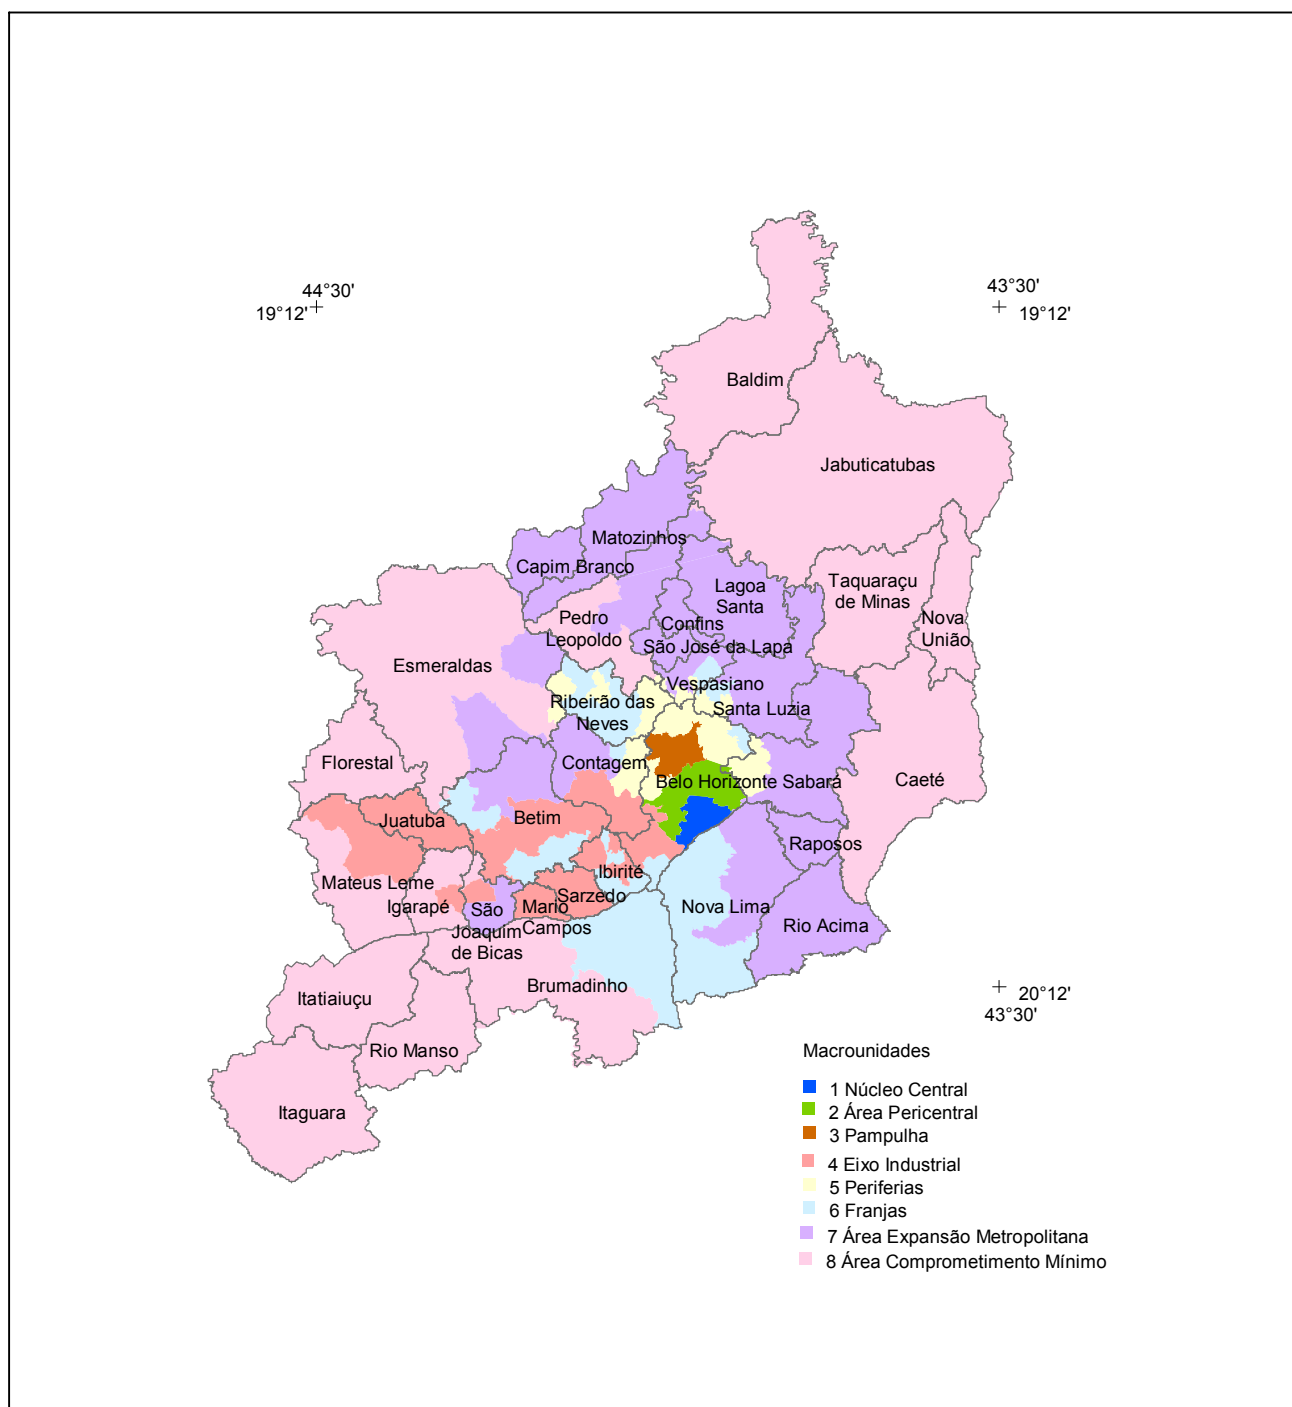 44°30'
19°12'
43°30'
19°12'
Baldim
Jabuticatubas
Matozinhos
Capim Branco
Lagoa
Santa
Taquaraçu
de Minas
Pedro
Leopoldo
Confins
Nova
União
São José da Lapa
Esmeraldas
Vespasiano
Ribeirão das
Neves
Santa Luzia
Florestal
Contagem
Belo Horizonte
Sabará
Caeté
Juatuba
Betim
Raposos
Mateus Leme
Ibirité
Igarapé
São
Joaquim
de Bicas
Mario
Campos
Sarzedo
Nova Lima
Rio Acima
Brumadinho
Itatiaiuçu
20°12'
43°30'
Rio Manso
Itaguara
Macrounidades
1 Núcleo Central
2 Área Pericentral
3 Pampulha
4 Eixo Industrial
5 Periferias
6 Franjas
7 Área Expansão Metropolitana
8 Área Comprometimento Mínimo